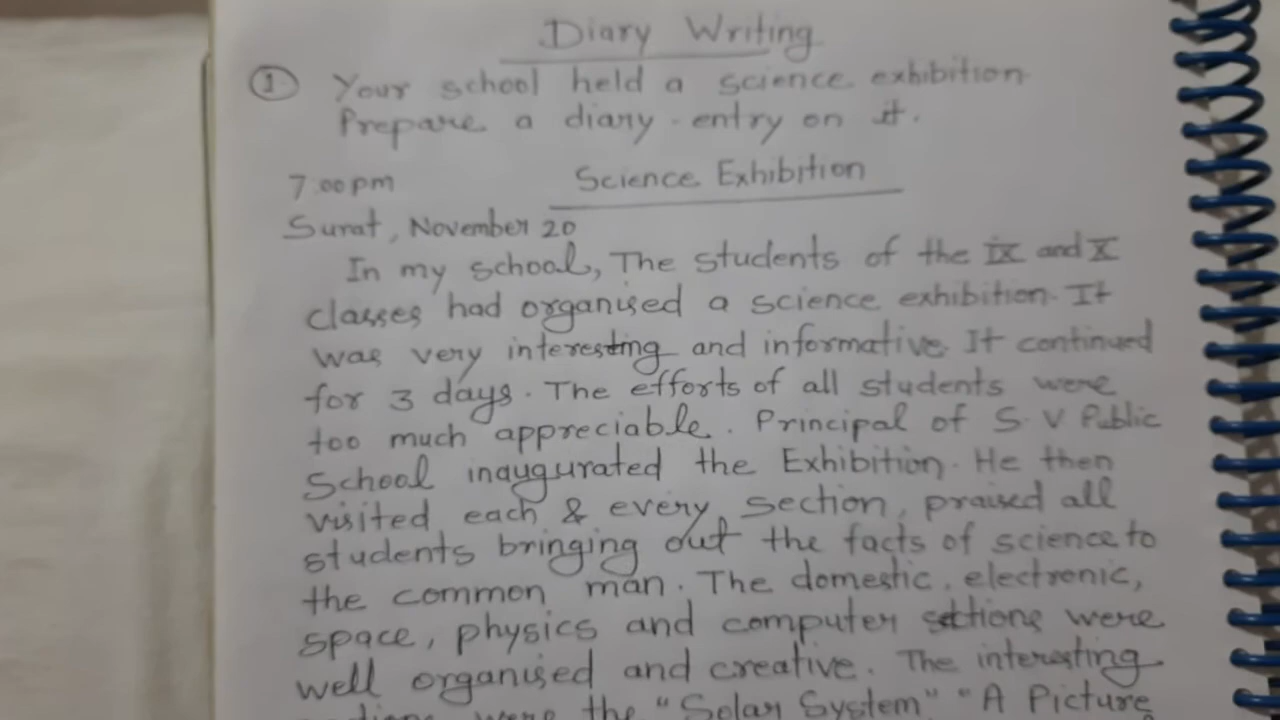 Diary Writing
① Your school held a science exhibition
Prepare a diary entry on it.
7.00pm Science Exhibition
Surat, November 20
In my school, The students of the IX and X
classes had organised a science exhibition. It
was very interesting and informative. It continued
for 3 days. The efforts of all students were
too much appreciable. Principal of S V Public
School inaugurated the Exhibition. He then
visited each & every section, praised all
students bringing out the facts of science to
the common man. The domestic, electronic,
space, physics and computer sections were
well organised and creative. The interesting
were the "Solar System" "A Picture